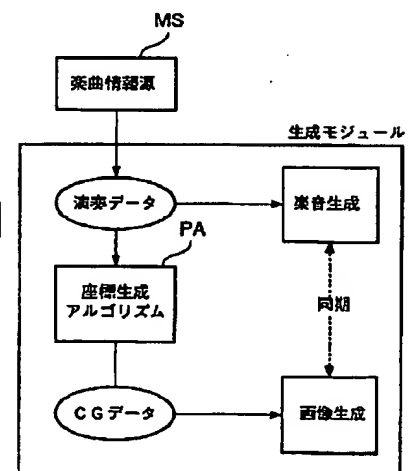 MS
楽曲情報源
生成モジュール
演奏データ
楽音生成
PA
座標生成
アルゴリズム
同期
CGデータ
画像生成